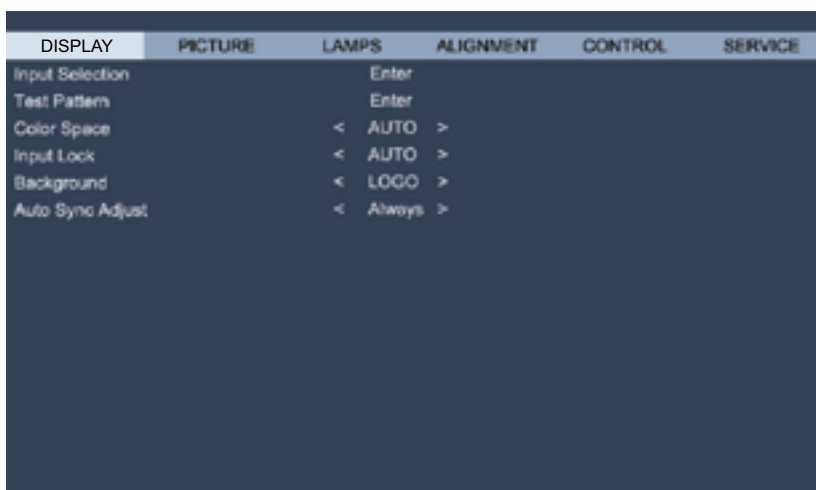 DISPLAY PICTURE LAMPS ALIGNMENT CONTROL SERVICE
Input Selection Enter
Test Pattern Enter
Color Space < AUTO >
Input Lock < AUTO >
Background < LOGO >
Auto Sync Adjust < Always >